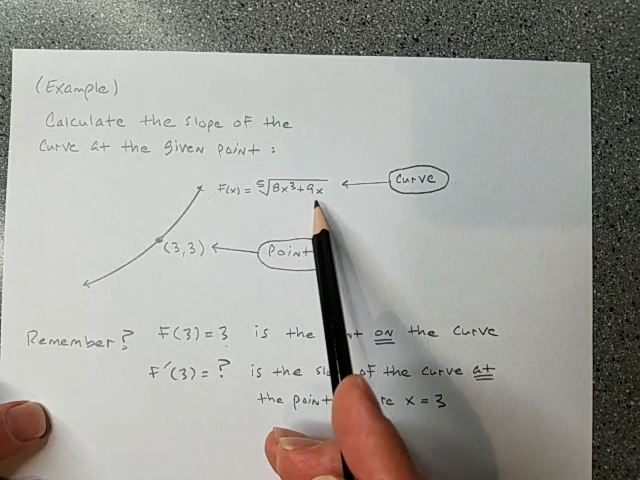 (Example)
Calculate the slope of the
curve at the given point :
F(x) = ⁵√8x³+9x
curve
(3,3)
Point
Remember? F(3) = 3 is the on the curve
F'(3) = ? is the of the curve at
the x = 3